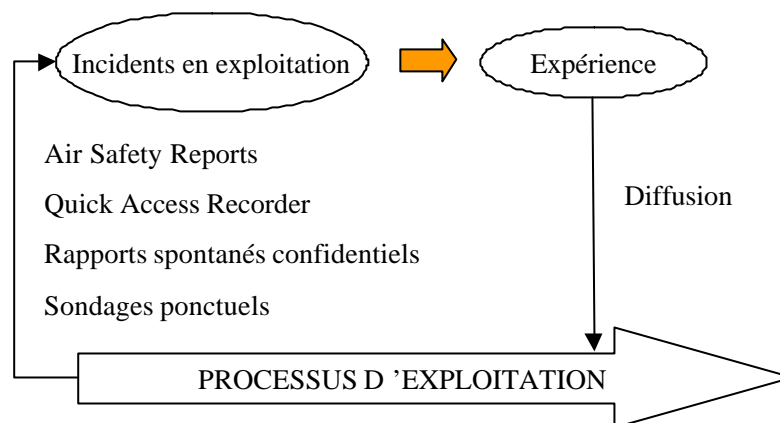 Incidents en exploitation
Expérience
Air Safety Reports
Quick Access Recorder
Rapports spontanés confidentiels
Sondages ponctuels
Diffusion
PROCESSUS D ’EXPLOITATION